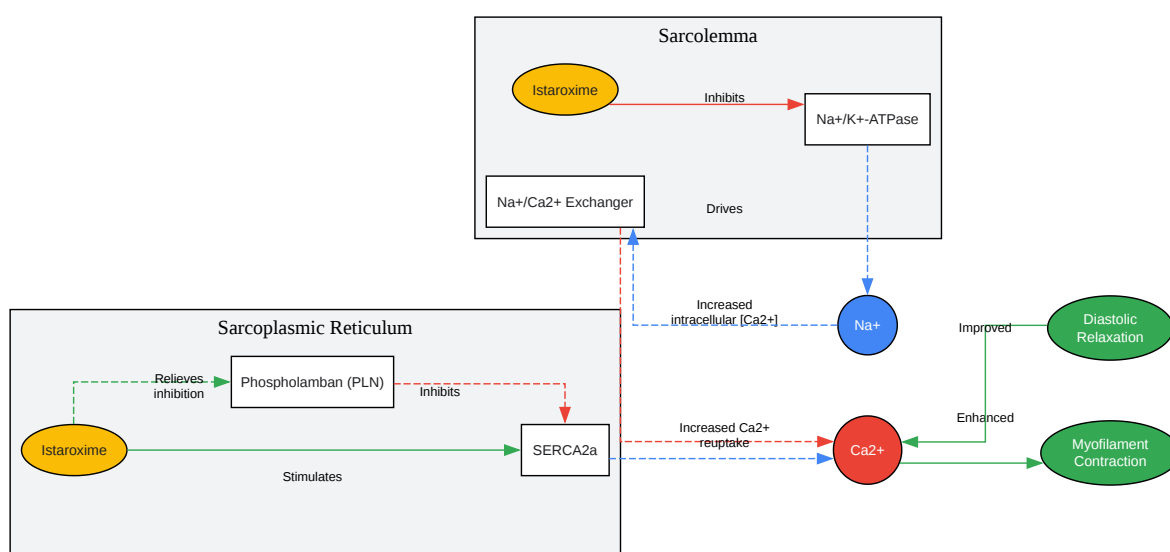 Sarcolemma
Istaroxime
Inhibits
Na+/K+-ATPase
Na+/Ca2+ Exchanger
Drives
Increased
intracellular [Ca2+]
Na+
Sarcoplasmic Reticulum
Relieves
inhibition
Phospholamban (PLN)
Inhibits
Istaroxime
Stimulates
SERCA2a
Increased Ca2+
reuptake
Ca2+
Improved
Diastolic
Relaxation
Enhanced
Myofilament
Contraction